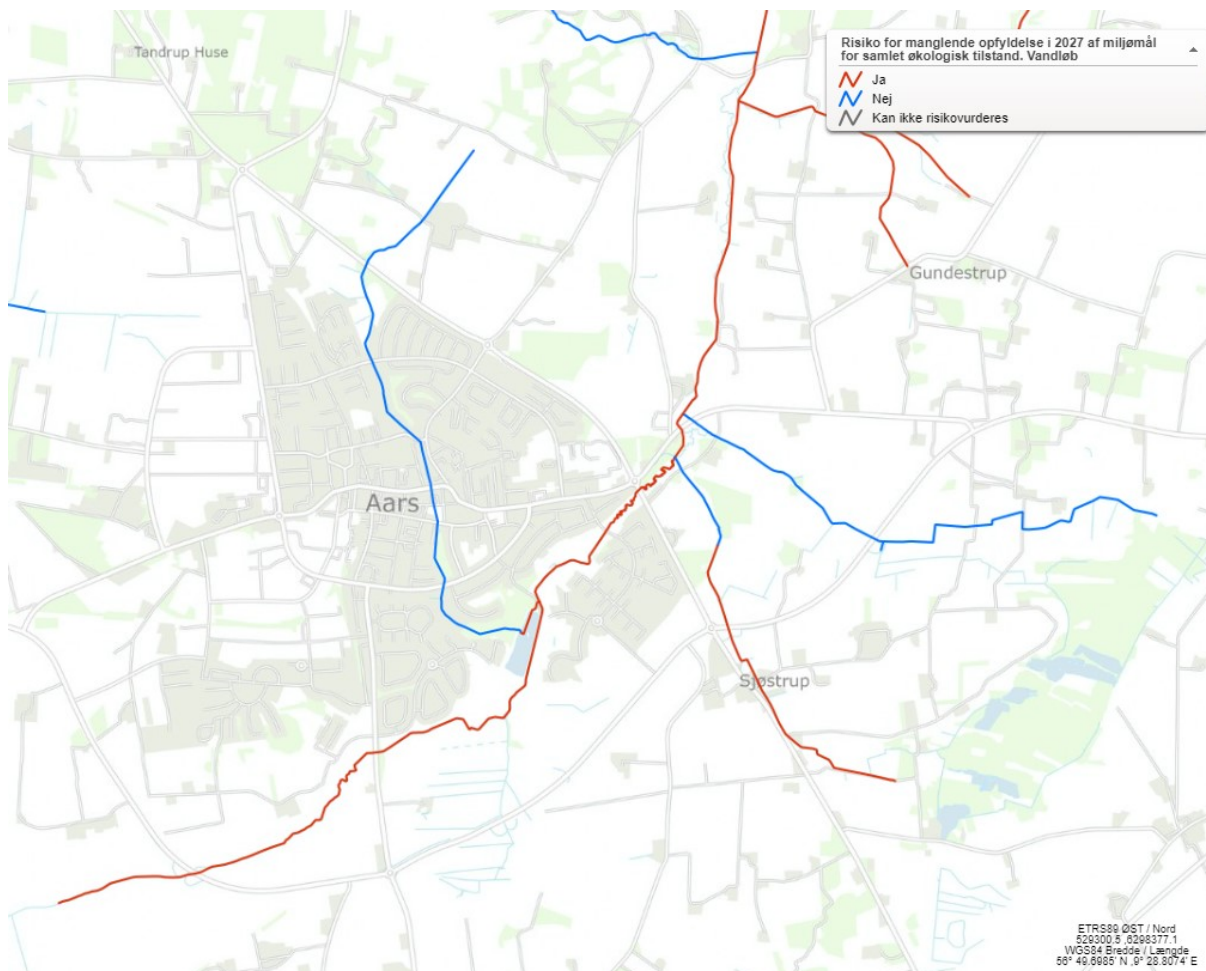 Tandrup Huse
Risiko for manglende opfyldelse i 2027 af miljømål
for samlet økologisk tilstand. Vandløb
Ja
Nej
Kan ikke risikovurderes
Gundestrup
Aars
Sjøstrup
ETRS89 ØST / Nord
529300.5 ,6298377.1
WGS84 Bredde / Længde
56° 49.6985' N ,9° 28.8074' E